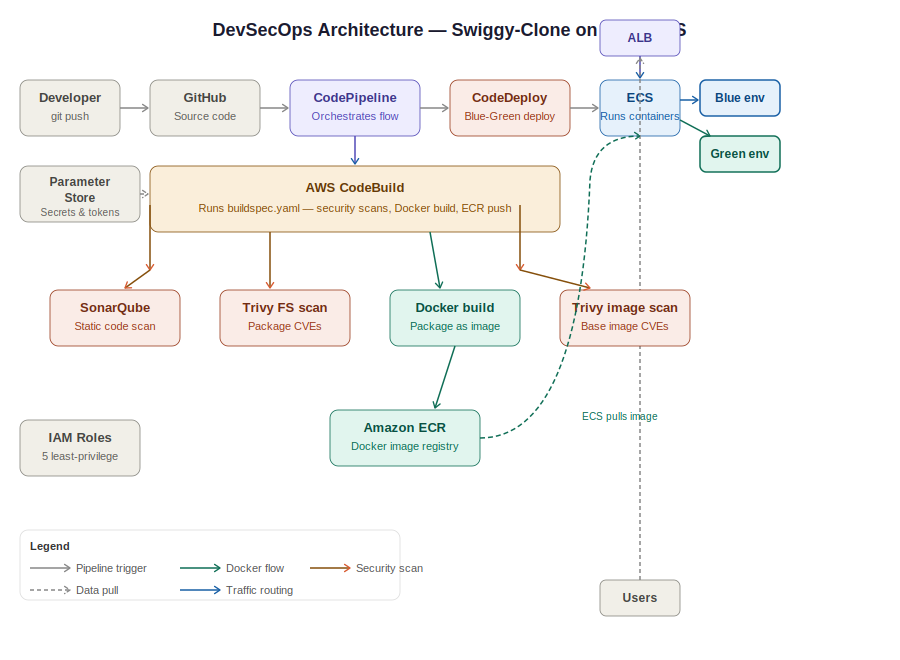 DevSecOps Architecture — Swiggy-Clone on
S
ALB
Developer
git push
GitHub
Source code
CodePipeline
Orchestrates flow
CodeDeploy
Blue-Green deploy
ECS
Runs containers
Blue env
Green env
Parameter
Store
Secrets & tokens
AWS CodeBuild
Runs buildspec.yaml — security scans, Docker build, ECR push
SonarQube
Static code scan
Trivy FS scan
Package CVEs
Docker build
Package as image
Trivy image scan
Base image CVEs
Amazon ECR
Docker image registry
ECS pulls image
IAM Roles
5 least-privilege
Legend
Pipeline trigger
Docker flow
Security scan
Data pull
Traffic routing
Users